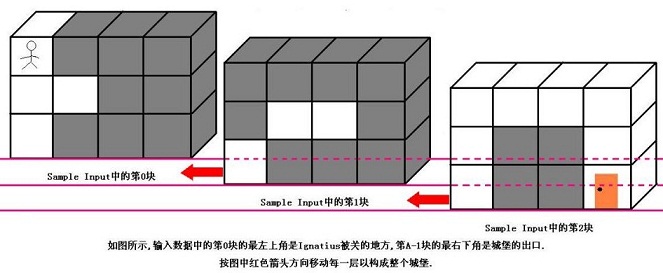 Sample Input中的第0块
Sample Input中的第1块
Sample Input中的第2块
如图所示,输入数据中的第0块的最左上角是Ignatius被关的地方,第A-1块的最右下角是城堡的出口.
按图中红色箭头方向移动每一层以构成整个城堡.